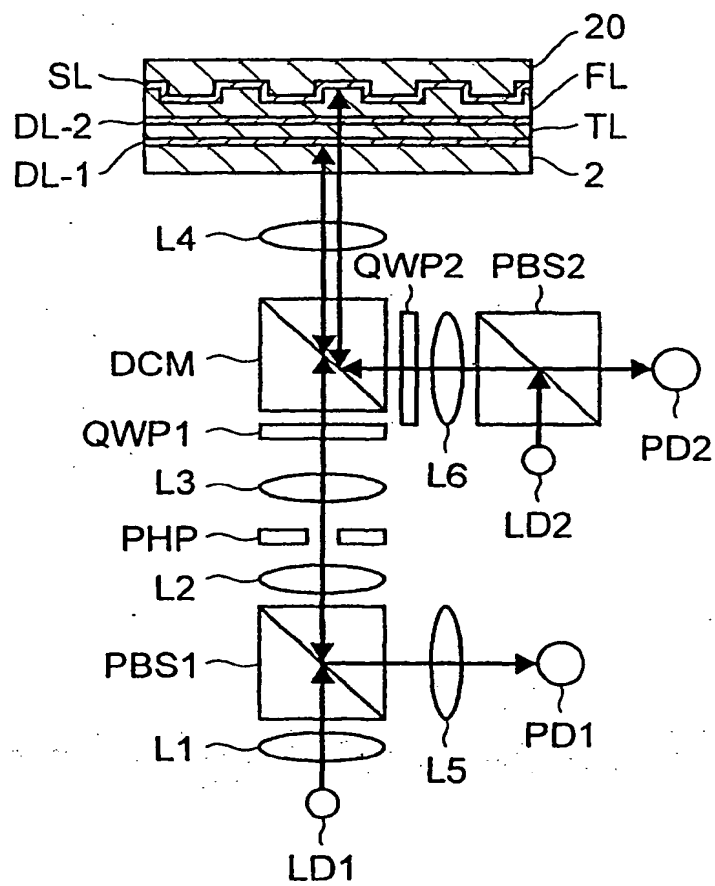 20
SL
FL
DL-2
TL
DL-1
2
L4
QWP2
PBS2
DCM
QWP1
L6
PD2
L3
LD2
PHP
L2
PBS1
PD1
L1
L5
LD1